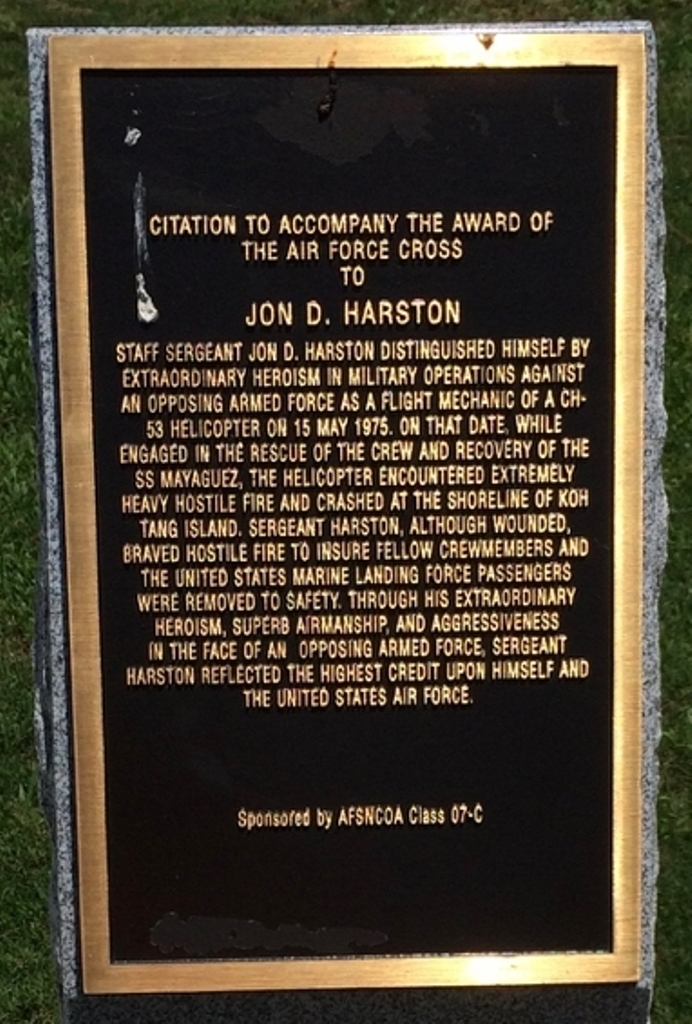 CITATION TO ACCOMPANY THE AWARD OF
THE AIR FORCE CROSS
TO
JON D. HARSTON
STAFF SERGEANT JON D. HARSTON DISTINGUISHED HIMSELF BY
EXTRAORDINARY HEROISM IN MILITARY OPERATIONS AGAINST
AN OPPOSING ARMED FORCE AS A FLIGHT MECHANIC OF A CH-
53 HELICOPTER ON 15 MAY 1975. ON THAT DATE, WHILE
ENGAGED IN THE RESCUE OF THE CREW AND RECOVERY OF THE
SS MAYAGUEZ, THE HELICOPTER ENCOUNTERED EXTREMELY
HEAVY HOSTILE FIRE AND CRASHED AT THE SHORELINE OF KOH
TANG ISLAND. SERGEANT HARSTON, ALTHOUGH WOUNDED,
BRAVED HOSTILE FIRE TO INSURE FELLOW CREWMEMBERS AND
THE UNITED STATES MARINE LANDING FORCE PASSENGERS
WERE REMOVED TO SAFETY. THROUGH HIS EXTRAORDINARY
HEROISM, SUPERB AIRMANSHIP, AND AGGRESSIVENESS
IN THE FACE OF AN OPPOSING ARMED FORCE, SERGEANT
HARSTON REFLECTED THE HIGHEST CREDIT UPON HIMSELF AND
THE UNITED STATES AIR FORCE.
Sponsored by AFSNCOA Class 07-C